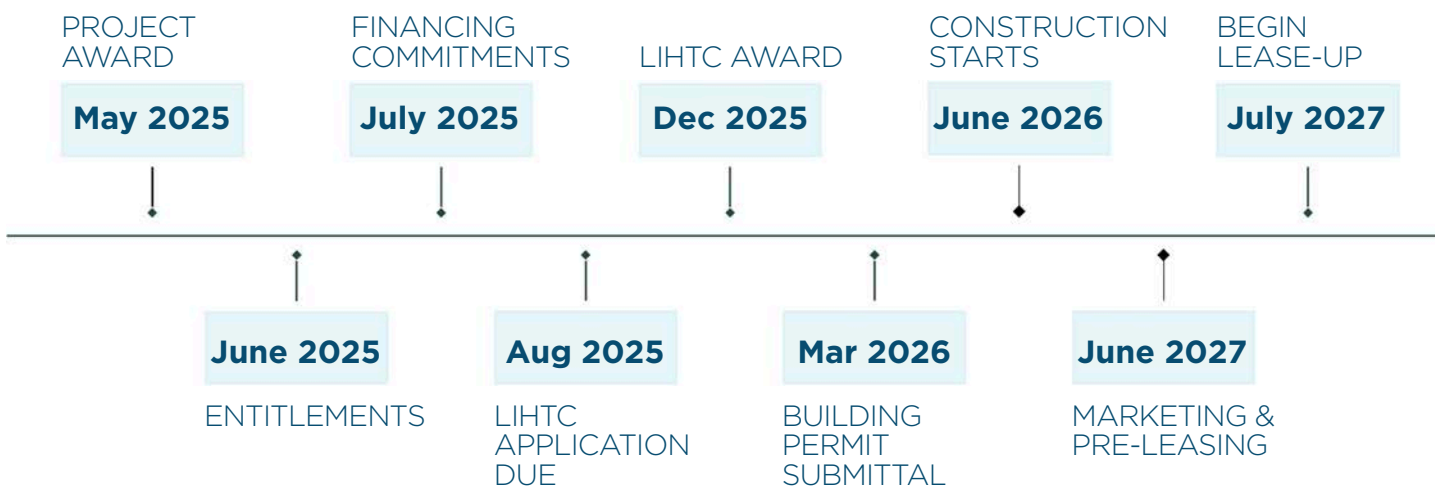 PROJECT
AWARD
May 2025
FINANCING
COMMITMENTS
July 2025
LIHTC AWARD
Dec 2025
CONSTRUCTION
STARTS
June 2026
BEGIN
LEASE-UP
July 2027
June 2025
ENTITLEMENTS
Aug 2025
LIHTC
APPLICATION
DUE
Mar 2026
BUILDING
PERMIT
SUBMITTAL
June 2027
MARKETING &
PRE-LEASING